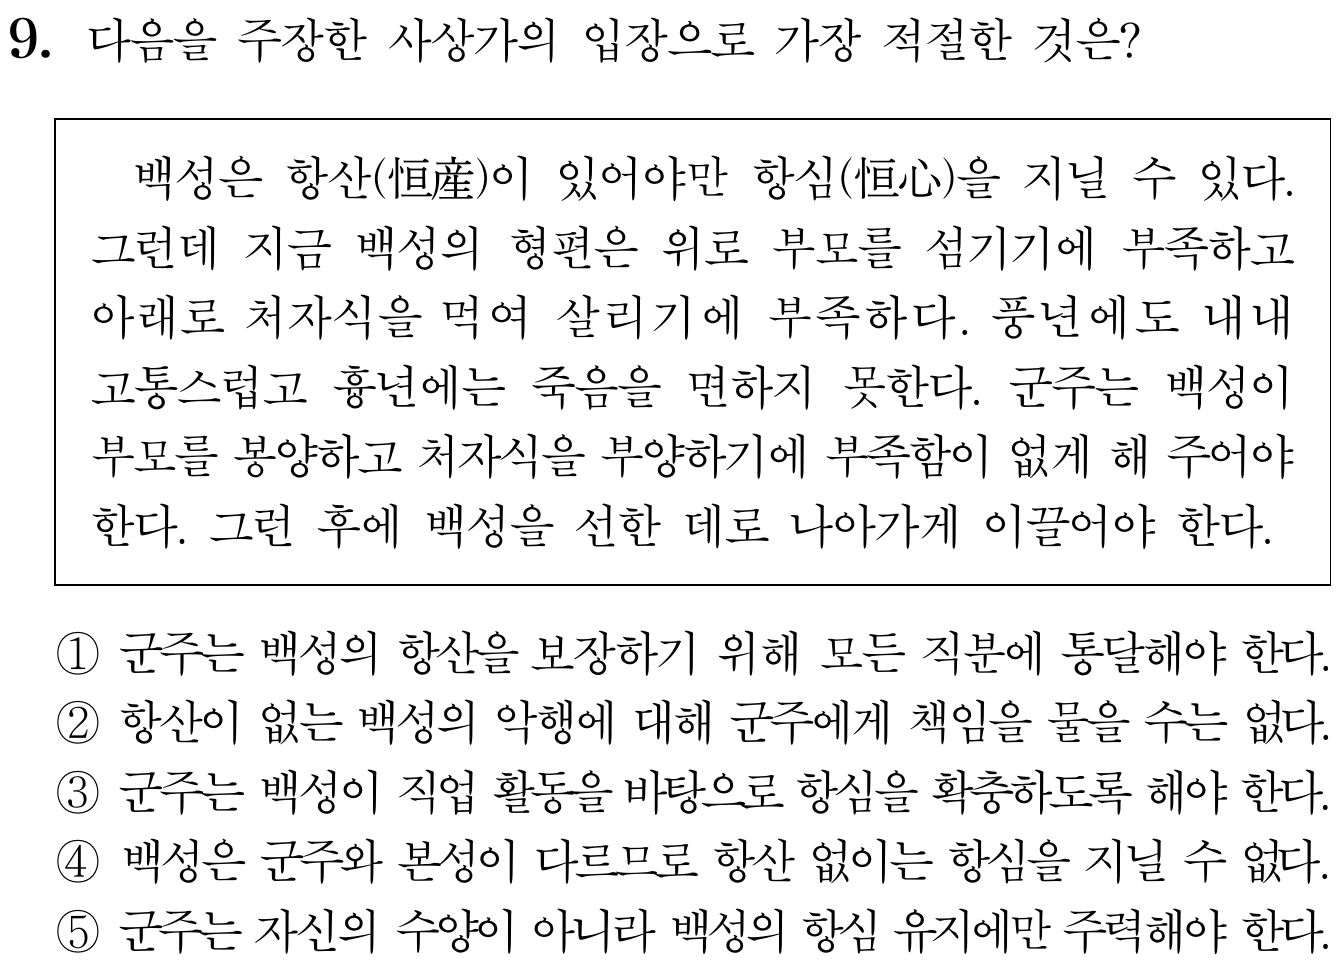 9. 다음을 주장한 사상가의 입장으로 가장 적절한 것은?
백성은 항산(恒産)이 있어야만 항심(恒心)을 지닐 수 있다.
그런데 지금 백성의 형편은 위로 부모를 섬기기에 부족하고
아래로 처자식을 먹여 살리기에 부족하다. 풍년에도 내내
고통스럽고 흉년에는 죽음을 면하지 못한다. 군주는 백성이
부모를 봉양하고 처자식을 부양하기에 부족함이 없게 해 주어야
한다. 그런 후에 백성을 선한 데로 나아가게 이끌어야 한다.
① 군주는 백성의 항산을 보장하기 위해 모든 직분에 통달해야 한다.
② 항산이 없는 백성의 악행에 대해 군주에게 책임을 물을 수는 없다.
③ 군주는 백성이 직업 활동을 바탕으로 항심을 확충하도록 해야 한다.
④ 백성은 군주와 본성이 다르므로 항산 없이는 항심을 지닐 수 없다.
⑤ 군주는 자신의 수양이 아니라 백성의 항심 유지에만 주력해야 한다.